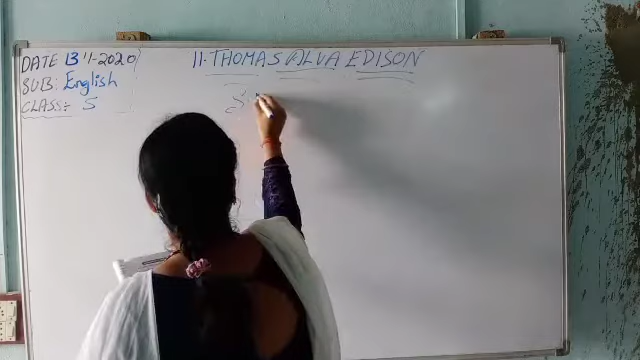 DATE 13-11-2020
11. THOMAS ALVA EDISON
SUB: English
CLASS: 5